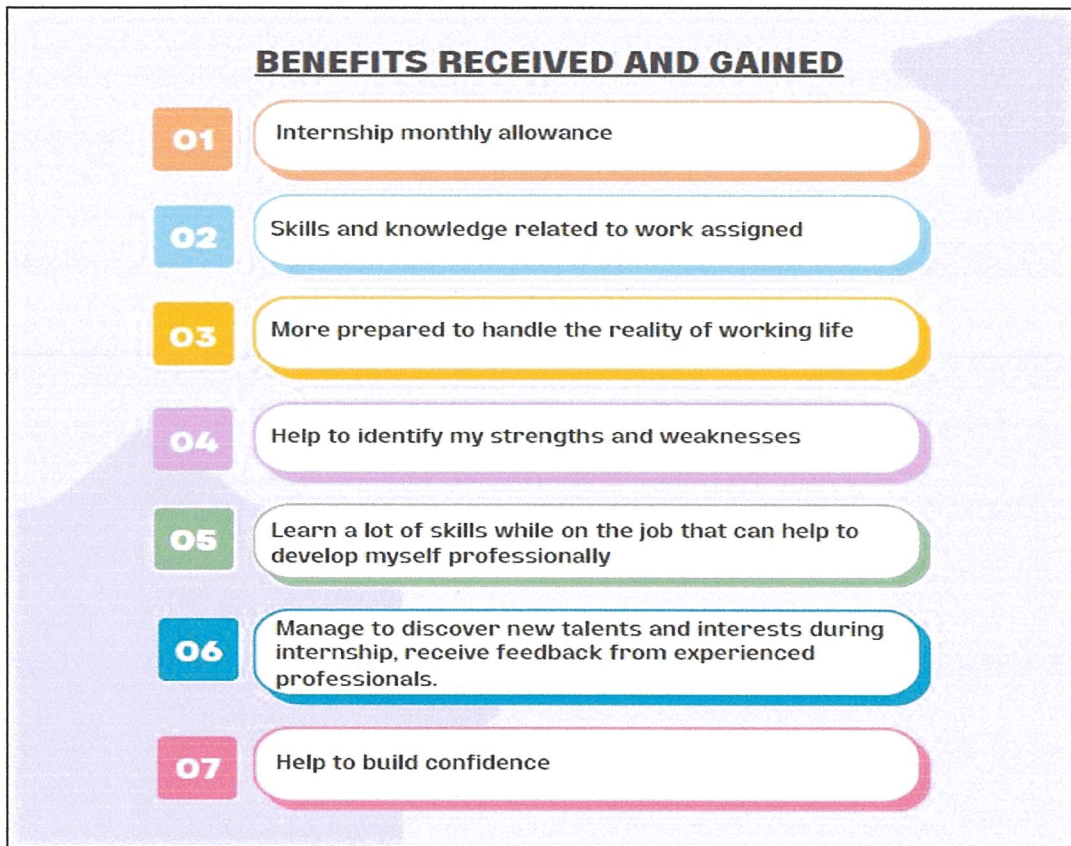 BENEFITS RECEIVED AND GAINED
01
Internship monthly allowance
02
Skills and knowledge related to work assigned
03
More prepared to handle the reality of working life
04
Help to identify my strengths and weaknesses
05
Learn a lot of skills while on the job that can help to
develop myself professionally
06
Manage to discover new talents and interests during
internship, receive feedback from experienced
professionals.
07
Help to build confidence